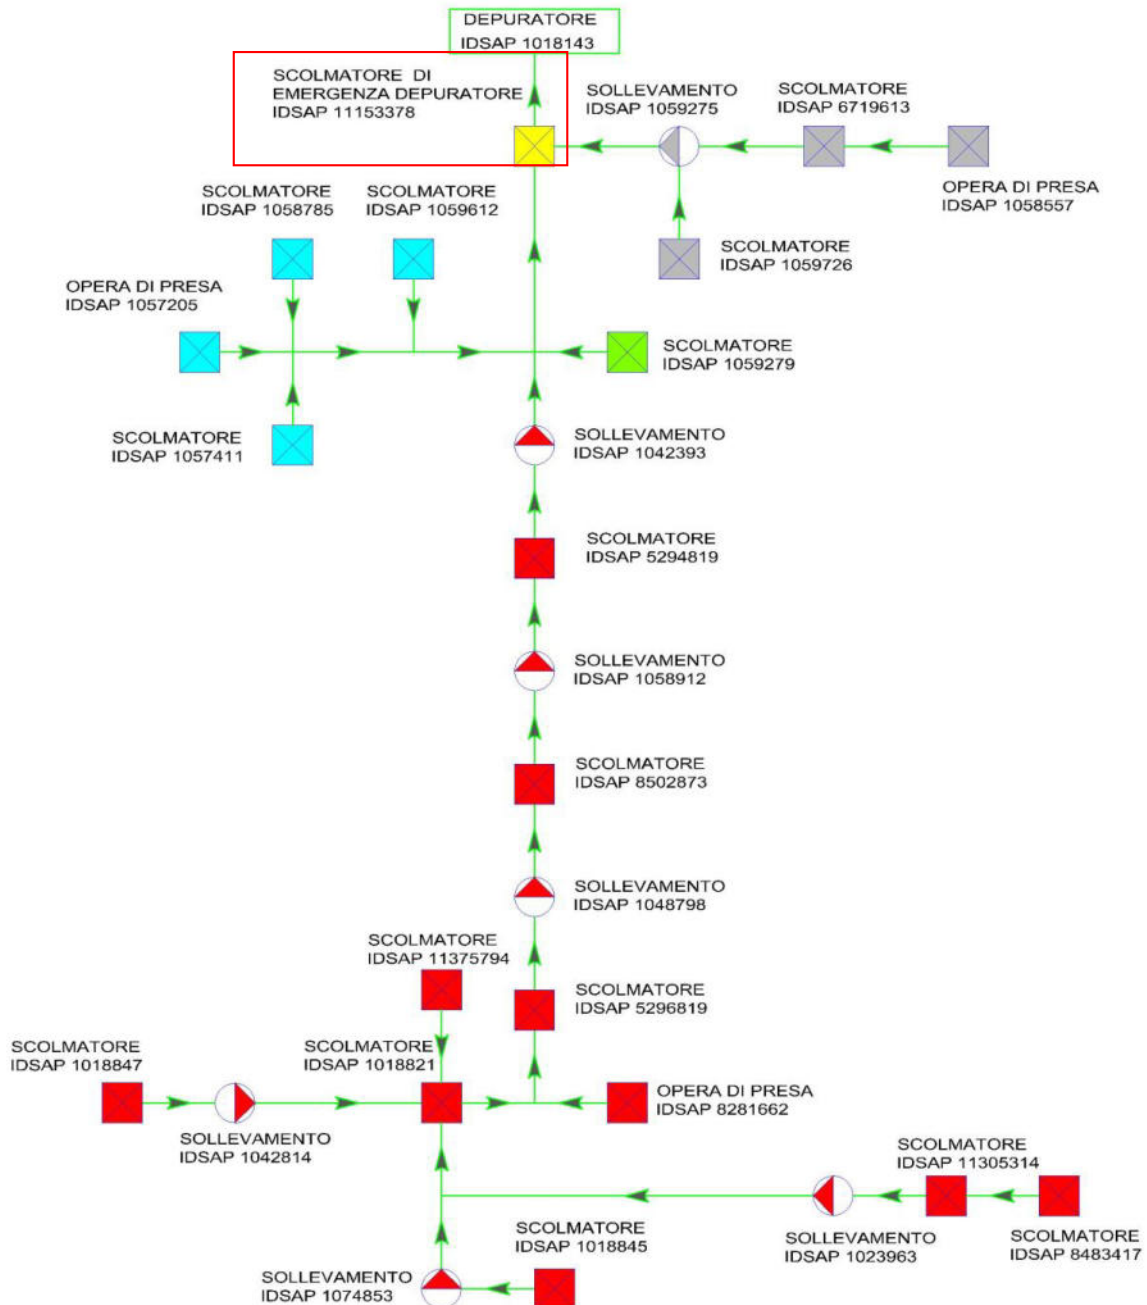 DEPURATORE
IDSAP 1018143
SCOLMATORE DI
EMERGENZA DEPURATORE
IDSAP 11153378
SOLLEVAMENTO
IDSAP 1059275
SCOLMATORE
IDSAP 6719613
OPERA DI PRESA
IDSAP 1058557
SCOLMATORE
IDSAP 1058785
SCOLMATORE
IDSAP 1059612
SCOLMATORE
IDSAP 1059726
OPERA DI PRESA
IDSAP 1057205
SCOLMATORE
IDSAP 1059279
SCOLMATORE
IDSAP 1057411
SOLLEVAMENTO
IDSAP 1042393
SCOLMATORE
IDSAP 5294819
SOLLEVAMENTO
IDSAP 1058912
SCOLMATORE
IDSAP 8502873
SOLLEVAMENTO
IDSAP 1048798
SCOLMATORE
IDSAP 11375794
SCOLMATORE
IDSAP 5296819
SCOLMATORE
IDSAP 1018847
SCOLMATORE
IDSAP 1018821
OPERA DI PRESA
IDSAP 8281662
SOLLEVAMENTO
IDSAP 1042814
SCOLMATORE
IDSAP 11305314
SCOLMATORE
IDSAP 1018845
SOLLEVAMENTO
IDSAP 1023963
SCOLMATORE
IDSAP 8483417
SOLLEVAMENTO
IDSAP 1074853